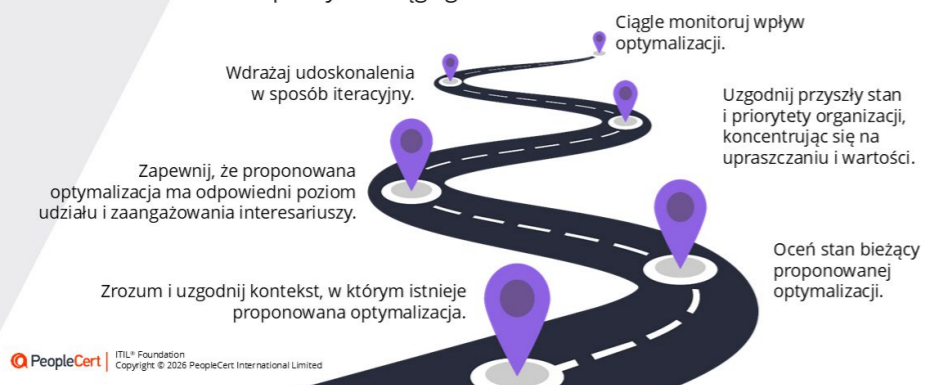 Ciągle monitoruj wpływ
optymalizacji.
Wdrażaj udoskonalenia
w sposób iteracyjny.
Uzgodnij przyszły stan
i priorytety organizacji,
koncentrując się na
upraszczaniu i wartości.
Zapewnij, że proponowana
optymalizacja ma odpowiedni poziom
udziału i zaangażowania interesariuszy.
Oceń stan bieżący
proponowanej
optymalizacji.
Zrozum i uzgodnij kontekst, w którym istnieje
proponowana optymalizacja.
PeopleCert
ITIL® Foundation
Copyright © 2026 PeopleCert International Limited